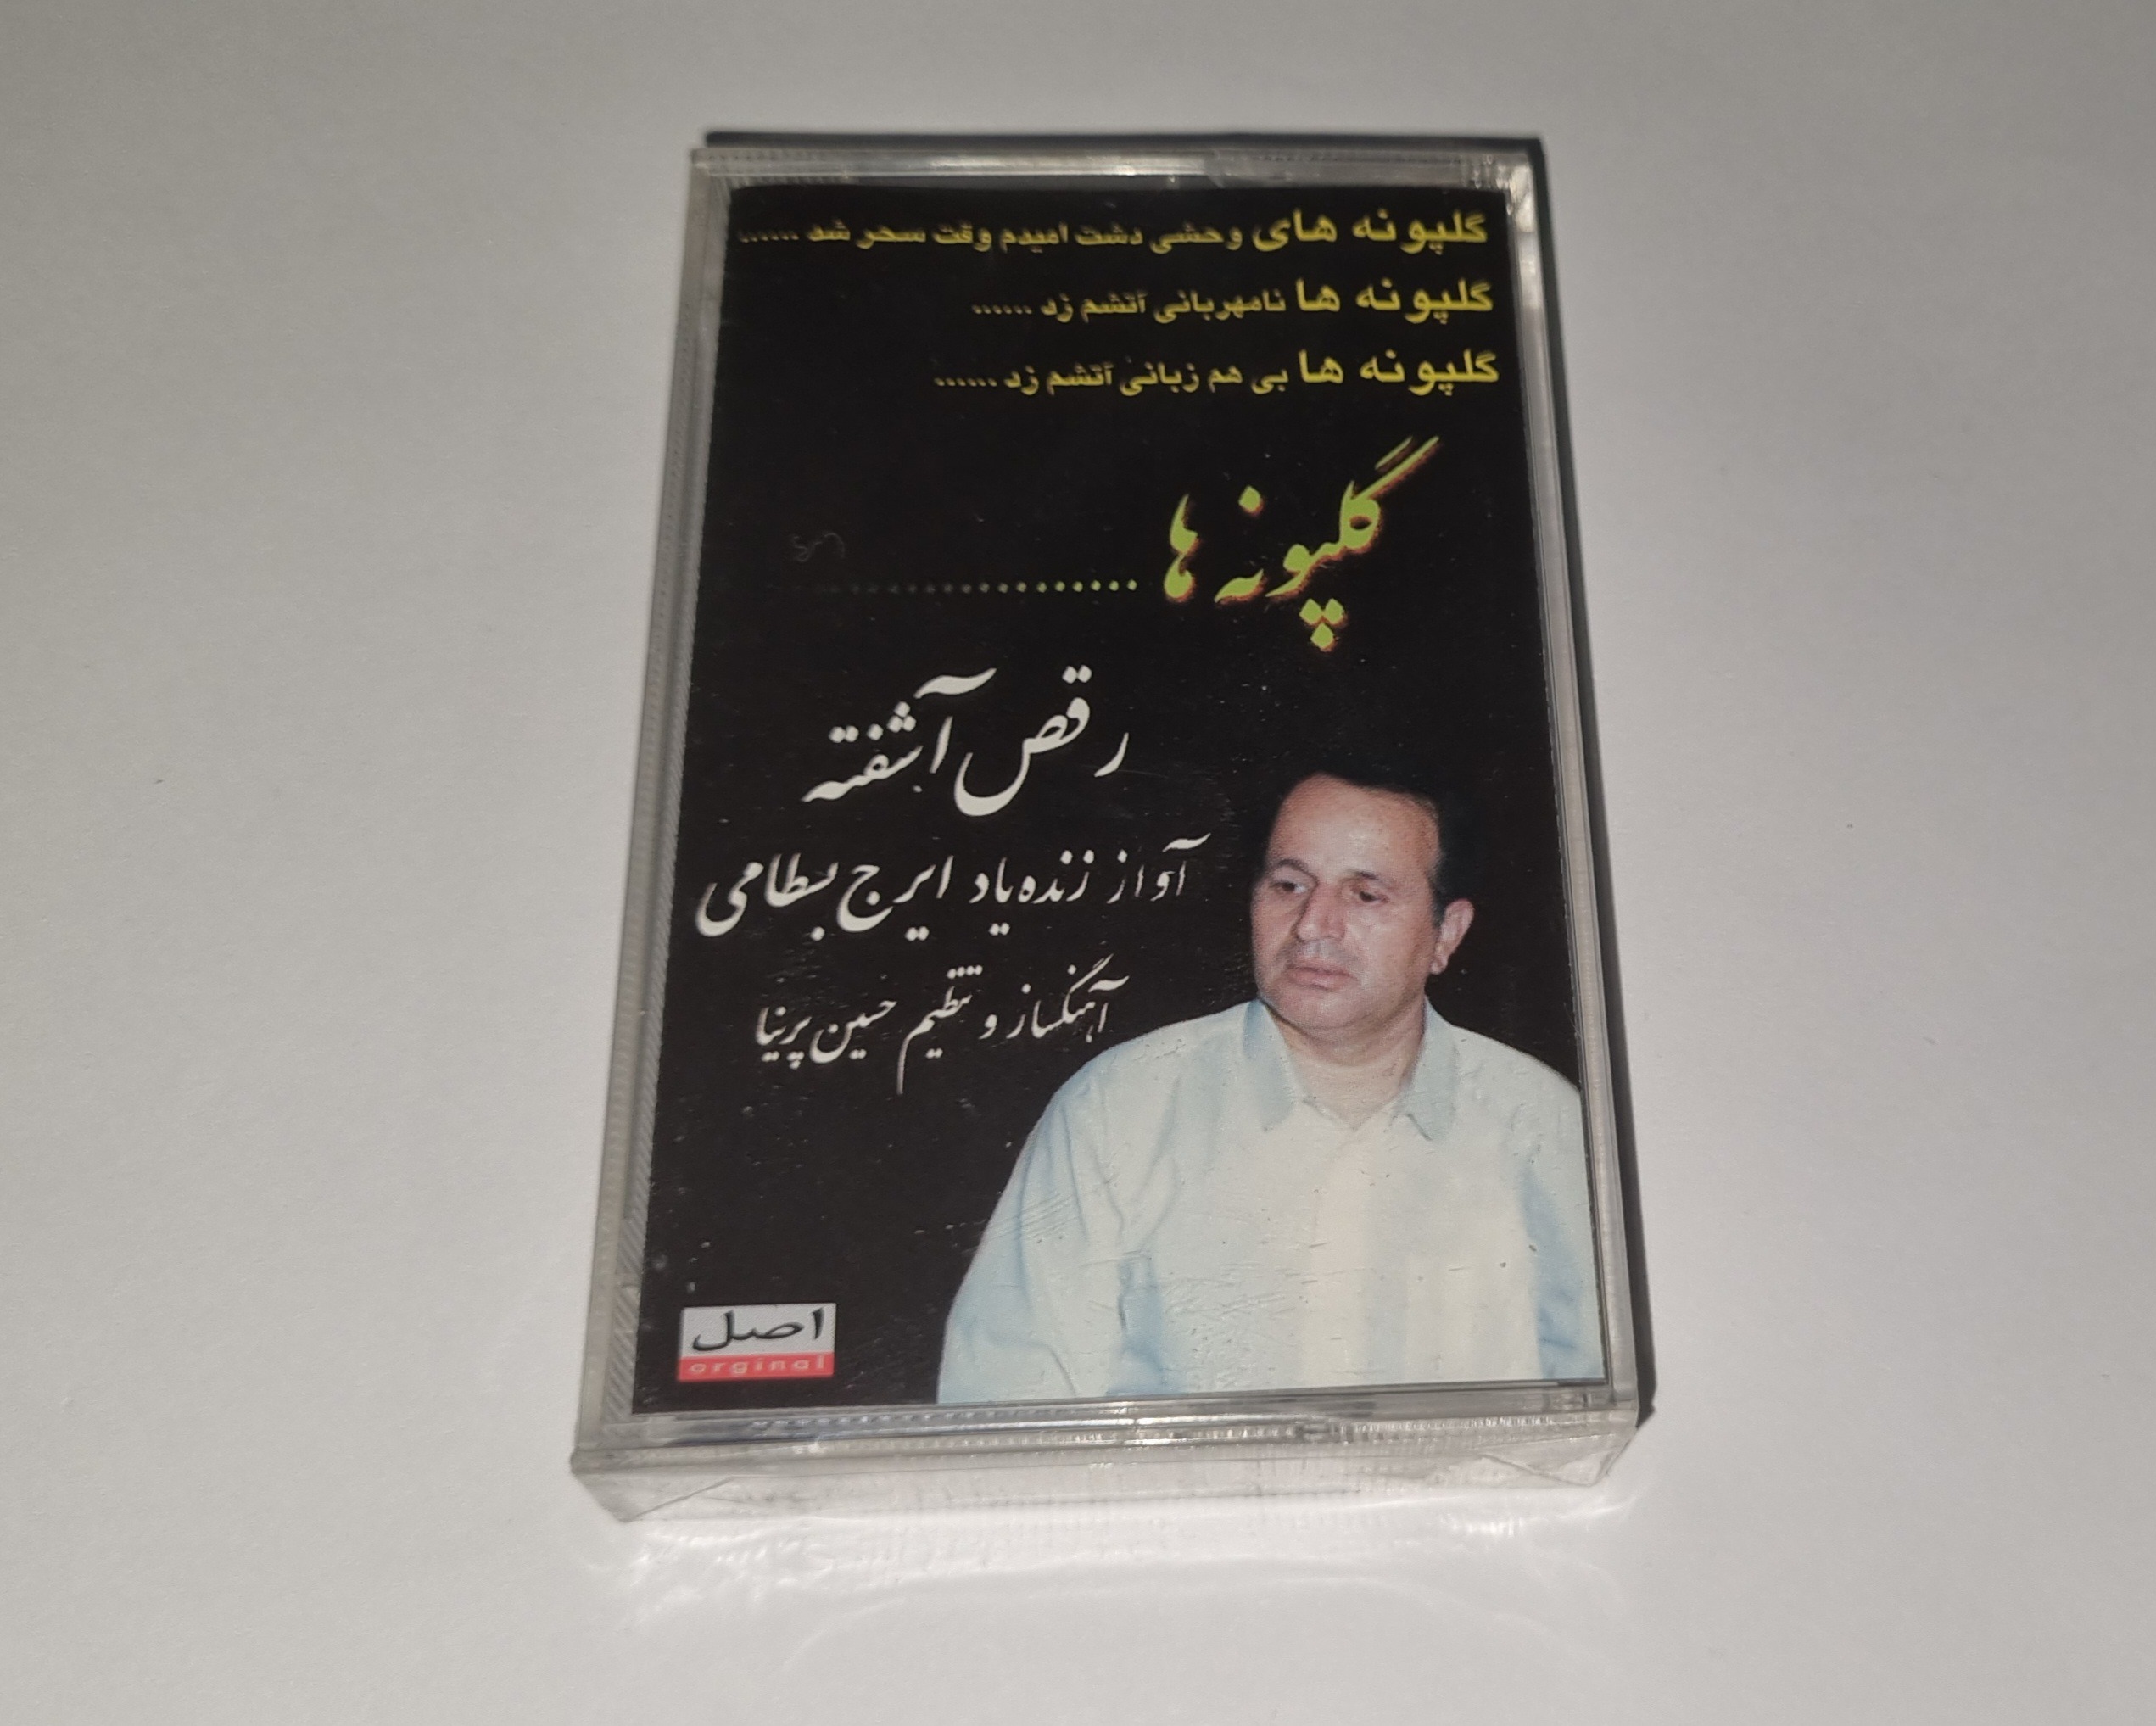 گلپونه های وحشی دشت امیدم وقت سحر شد ......
گلپونه ها نامهربانی آتشم زد ......
گلپونه ها بی هم زبانی آتشم زد ......
گلپونه ها ..................
رقص آشفته
آواز زنده یاد ایرج بسطامی
آهنگساز و تنظیم حسین پرنیا
اصل
orginal